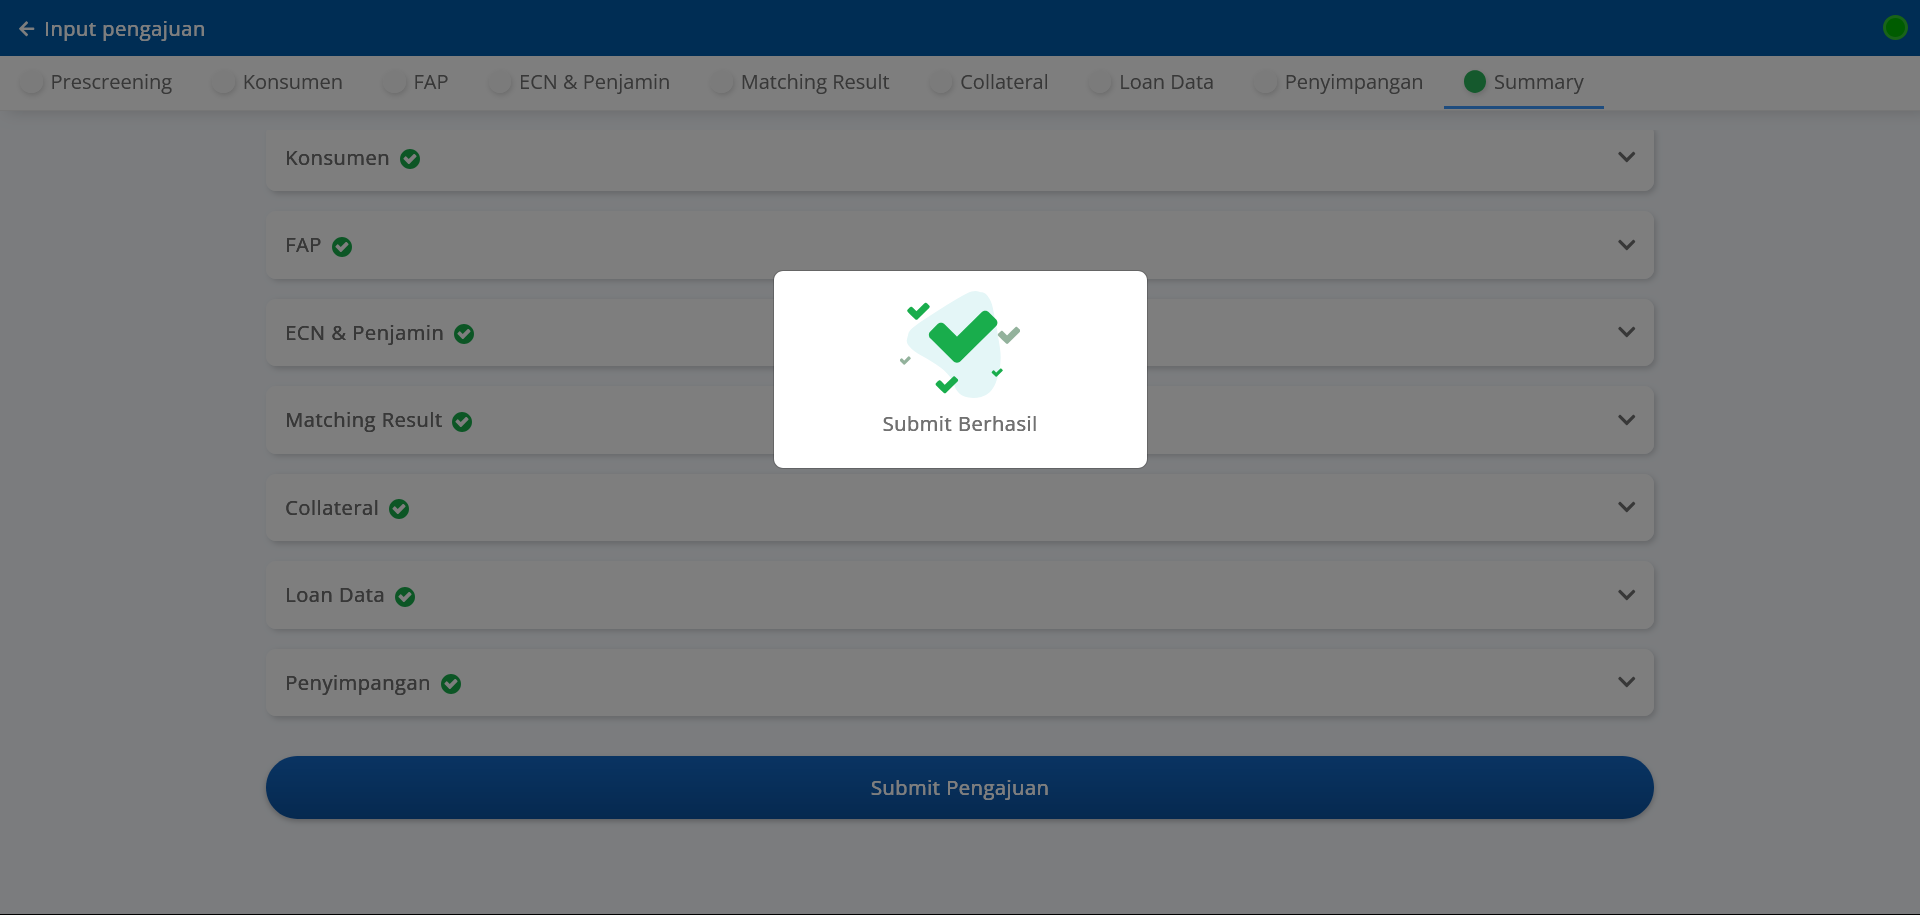 Input pengajuan
Prescreening Konsumen FAP ECN & Penjamin Matching Result Collateral Loan Data Penyimpangan Summary
Konsumen
FAP
ECN & Penjamin
Matching Result
Submit Berhasil
Collateral
Loan Data
Penyimpangan
Submit Pengajuan